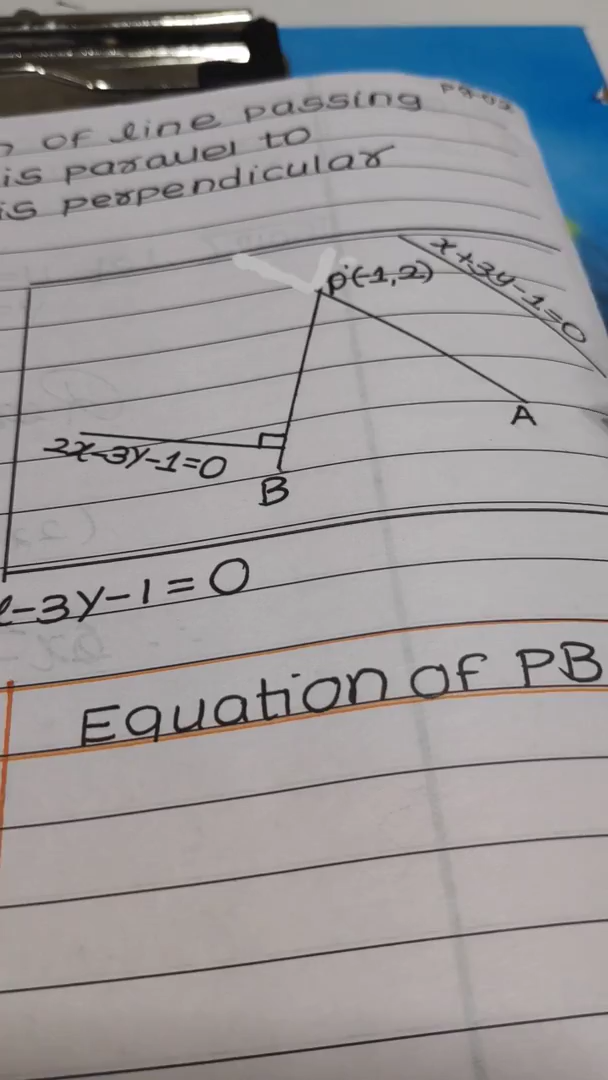 of line passing
is parallel to
is perpendicular
P(-1,2)
x+3y-1=0
A
2x-3y-1=0
B
-3y-1=0
Equation of PB